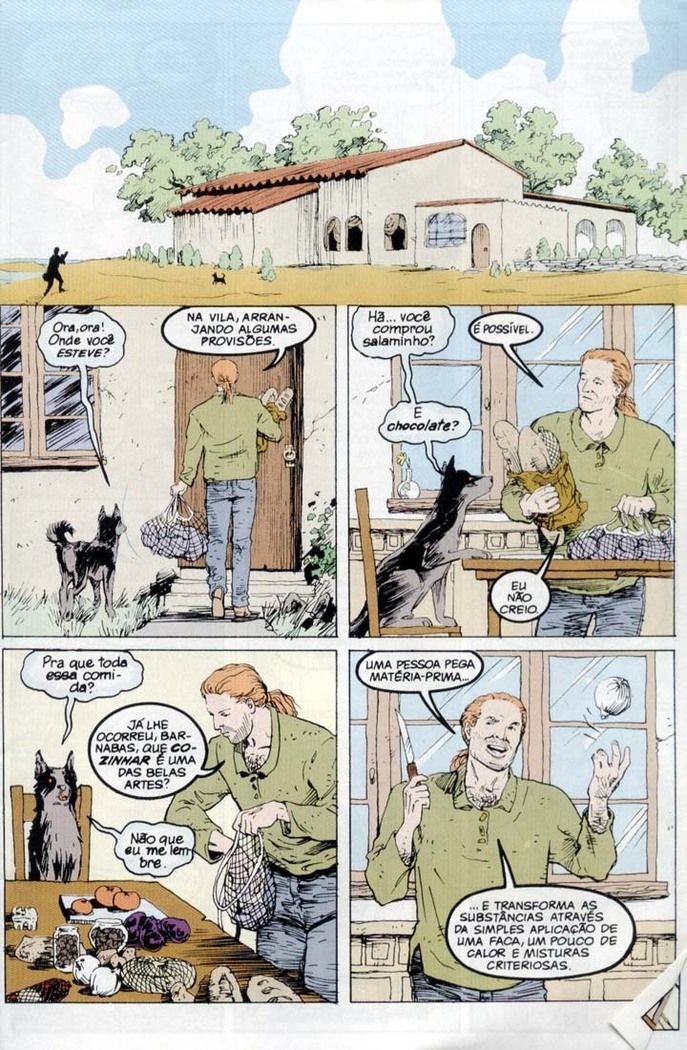 Ora, ora!
Onde você
ESTEVE?
NA VILA, ARRAN-
JANDO ALGUMAS
PROVISÕES.
Hã... você
comprou
salaminho?
É POSSÍVEL.
E
chocolate?
EU
NÃO
CREIO.
Pra que toda
essa comi-
da?
JÁ LHE
OCORREU, BAR-
NABAS, QUE CO-
ZINHAR É UMA
DAS BELAS
ARTES?
Não que
eu me lem
bre.
UMA PESSOA PEGA
MATÉRIA-PRIMA...
... E TRANSFORMA AS
SUBSTÂNCIAS ATRAVÉS
DA SIMPLES APLICAÇÃO DE
UMA FACA, UM POUCO DE
CALOR E MISTURAS
CRITERIOSAS.